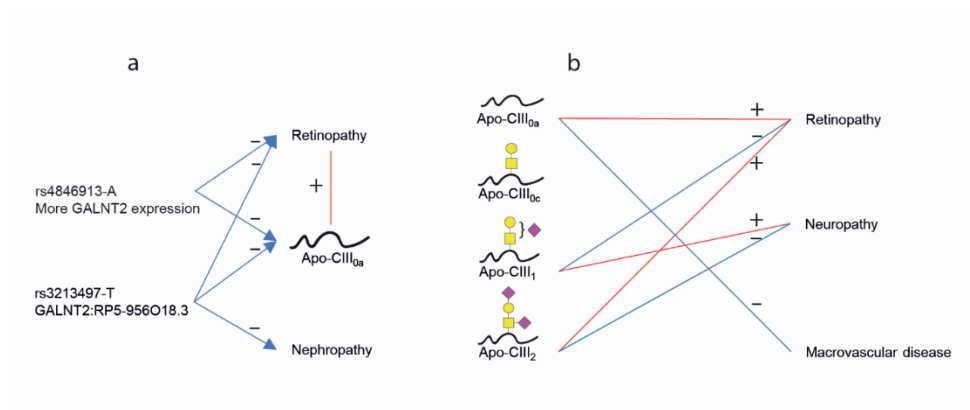 a
Retinopathy
rs4846913-A
More GALNT2 expression
Apo-CIII0a
rs3213497-T
GALNT2:RP5-956O18.3
Nephropathy
−
−
−
−
−
+
b
Apo-CIII0a
Apo-CIII0c
Apo-CIII1
Apo-CIII2
+
−
+
+
−
−
Retinopathy
Neuropathy
Macrovascular disease